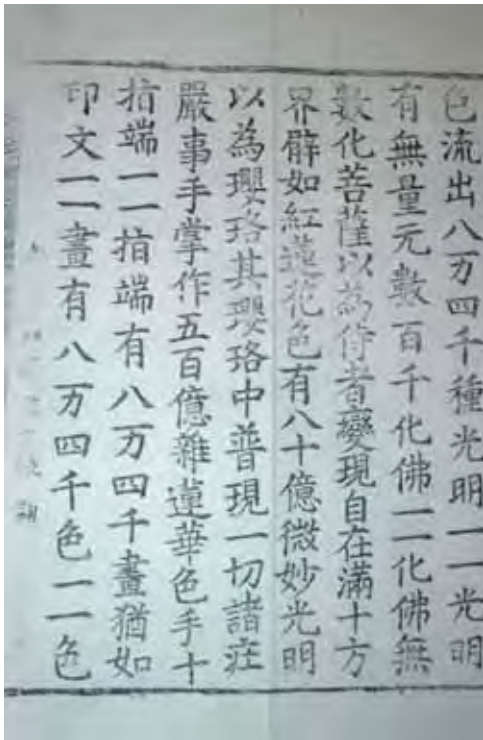 色流出八万四千種光明一一光明
有無量元數百千化佛一一化佛無
數化菩薩以為侍者變現自在滿十方
界辟如紅蓮花色有八十億微妙光明
以為瓔珞其瓔珞中普現一切諸莊
嚴事手掌作五百億雜蓮華色手十
指端一一指端有八万四千畫猶如
印文一一畫有八万四千色一一色